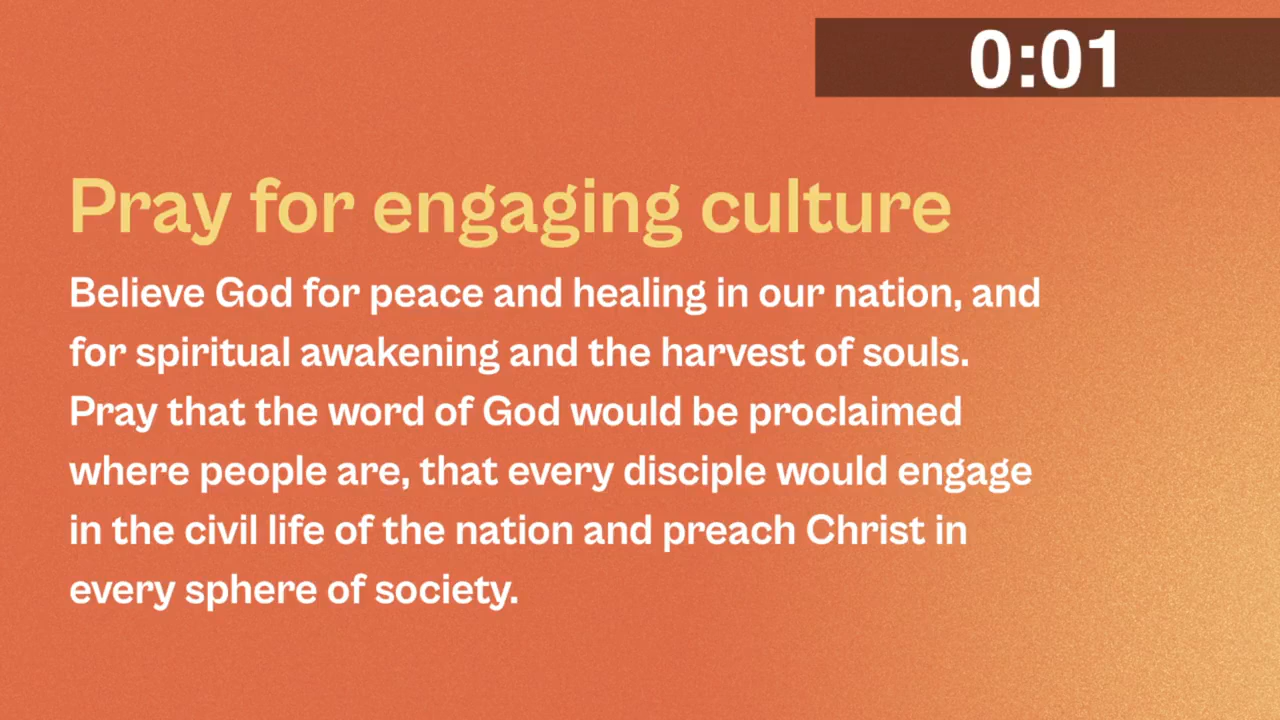 0:01
Pray for engaging culture
Believe God for peace and healing in our nation, and
for spiritual awakening and the harvest of souls.
Pray that the word of God would be proclaimed
where people are, that every disciple would engage
in the civil life of the nation and preach Christ in
every sphere of society.